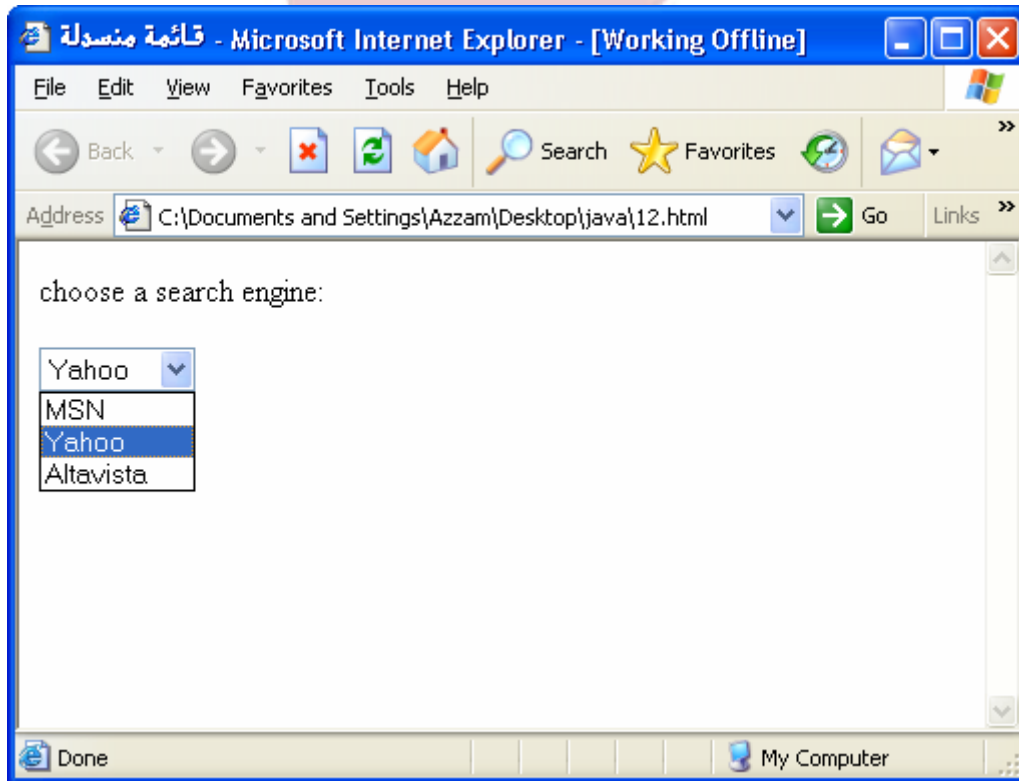 قائمة منسدلة - Microsoft Internet Explorer - [Working Offline]
File Edit View Favorites Tools Help
Back Search Favorites »
Address C:\Documents and Settings\Azzam\Desktop\java\12.html Go Links »
choose a search engine:
Yahoo
MSN
Yahoo
Altavista
Done My Computer